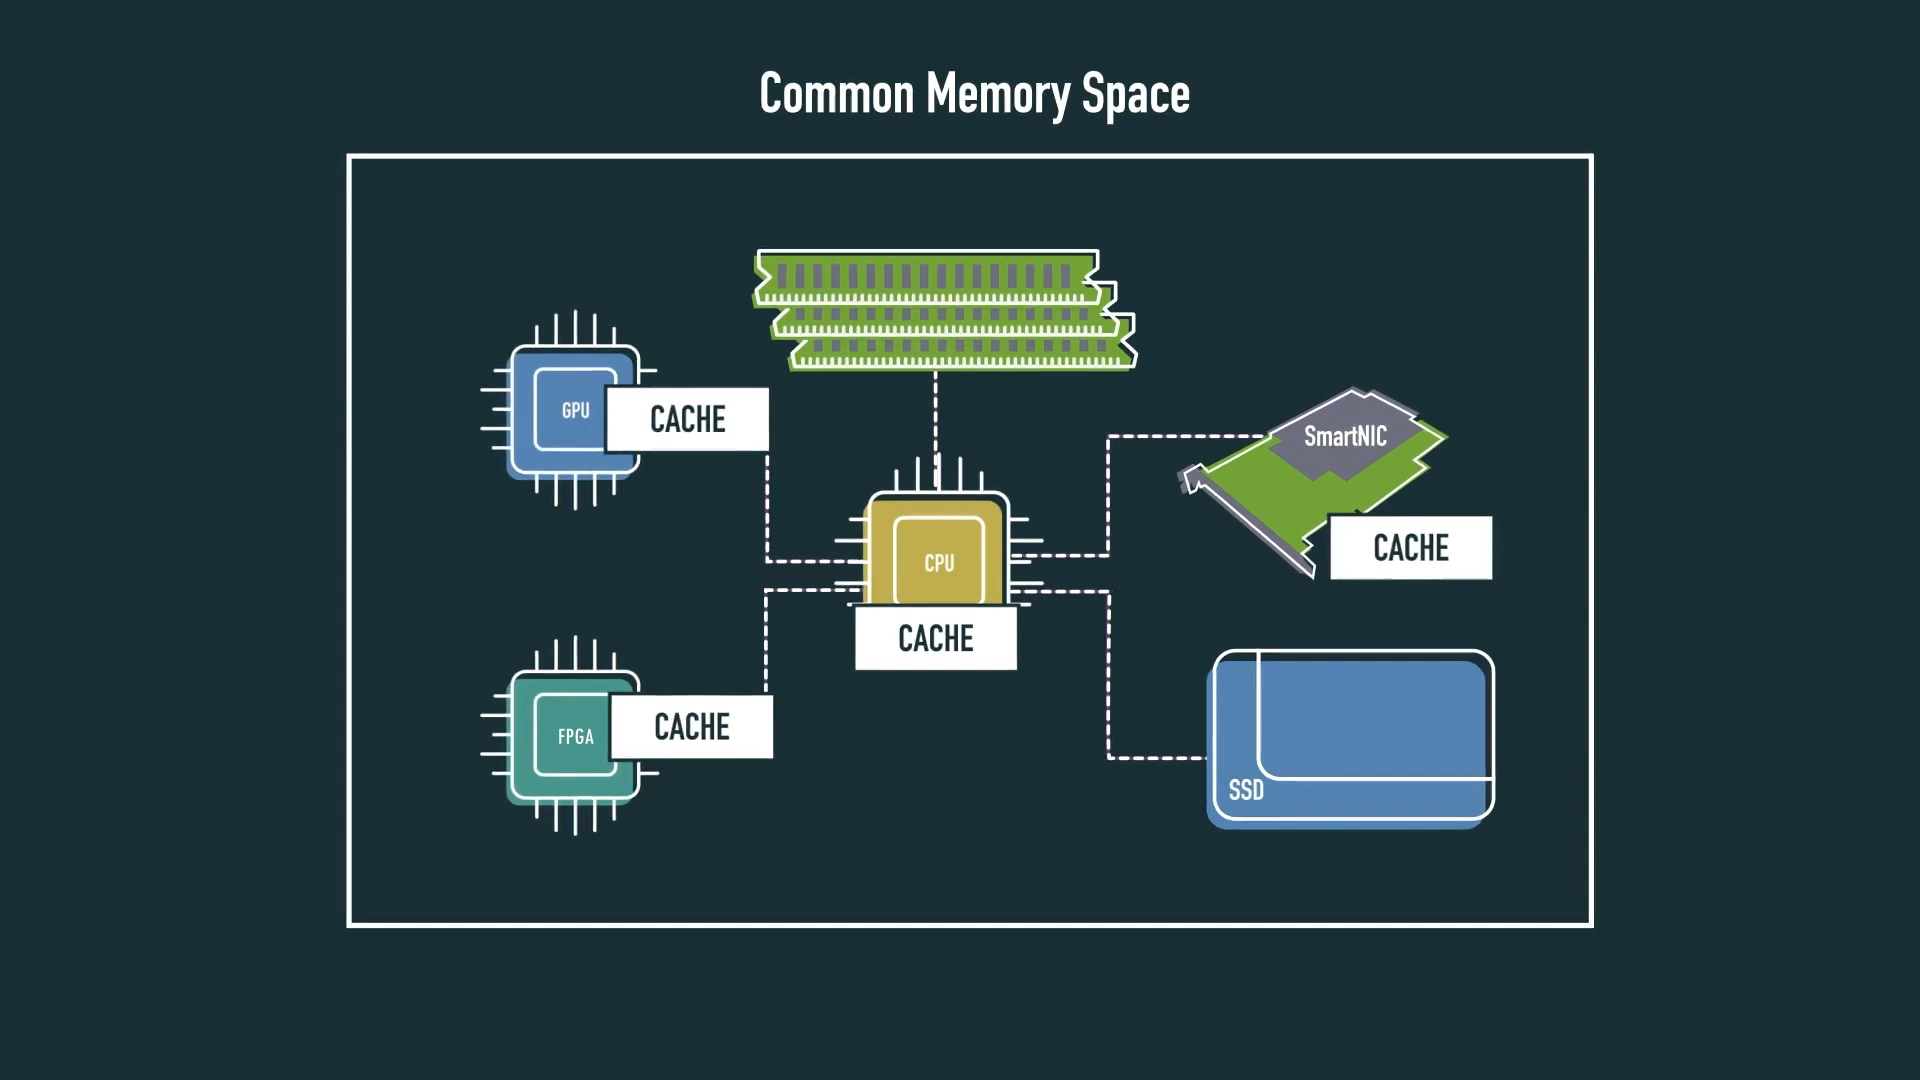 Common Memory Space
GPU
CACHE
SmartNIC
CACHE
CPU
CACHE
FPGA
CACHE
SSD